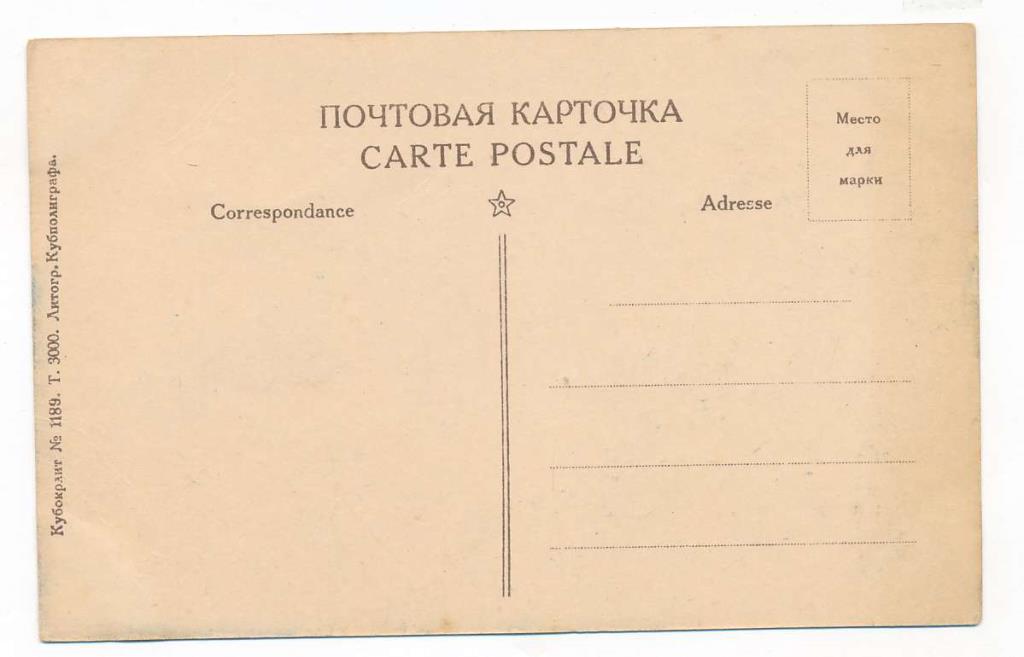 ПОЧТОВАЯ КАРТОЧКА
CARTE POSTALE
Correspondance
Adresse
Место
для
марки
Кубокрлит № 1189. Т. 3000. Литогр. Кубполиграфа.